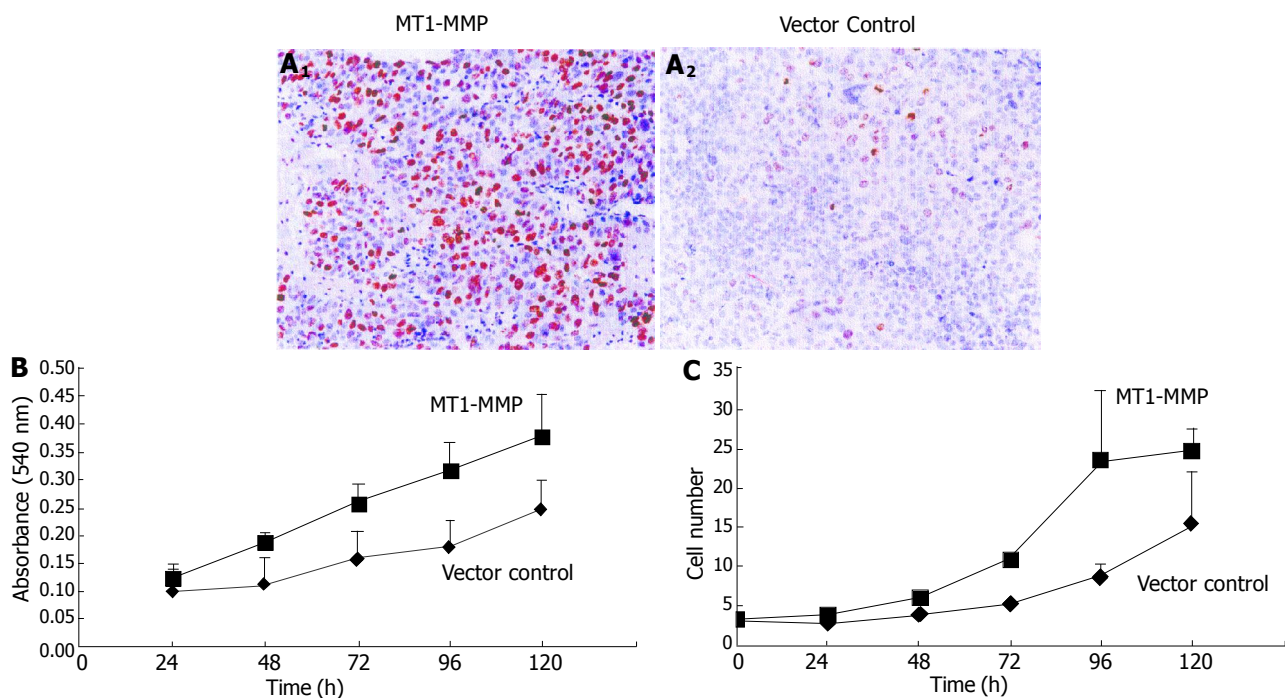 MT1-MMP
Vector Control
A1
A2
B
0.50
0.45
0.40
0.35
0.30
0.25
0.20
0.15
0.10
0.05
0.00
Absorbance (540 nm)
MT1-MMP
Vector control
0
24
48
72
96
120
Time (h)
C
35
30
25
20
15
10
5
0
Cell number
MT1-MMP
Vector control
0
24
48
72
96
120
Time (h)